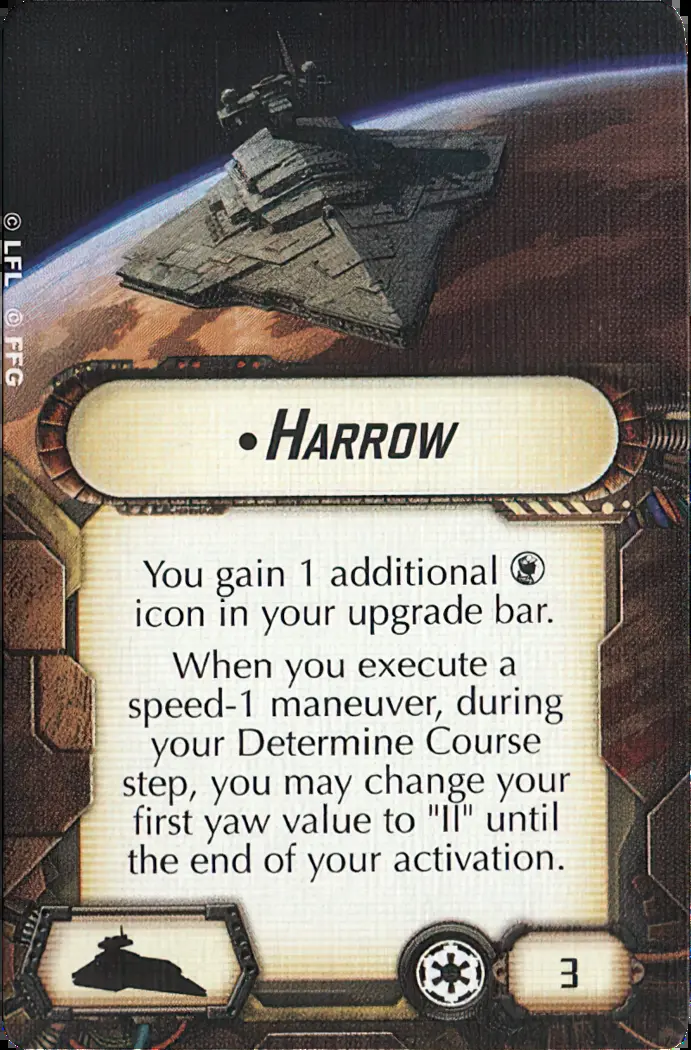 © LFL © FFG
• HARROW
You gain 1 additional
icon in your upgrade bar.
When you execute a
speed-1 maneuver, during
your Determine Course
step, you may change your
first yaw value to "II" until
the end of your activation.
3